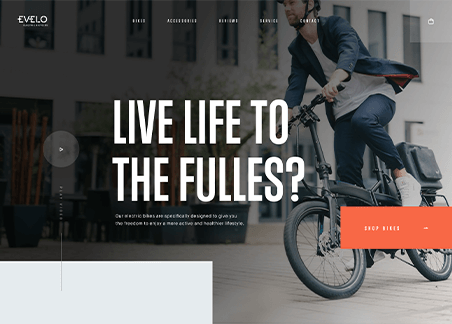 EVELO
BIKES ACCESSORIES REVIEWS SERVICE CONTACT
LIVE LIFE TO
THE FULLES?
Our electric bikes are specifically designed to give you
the freedom to enjoy a more active and healthier lifestyle.
SHOP BIKES